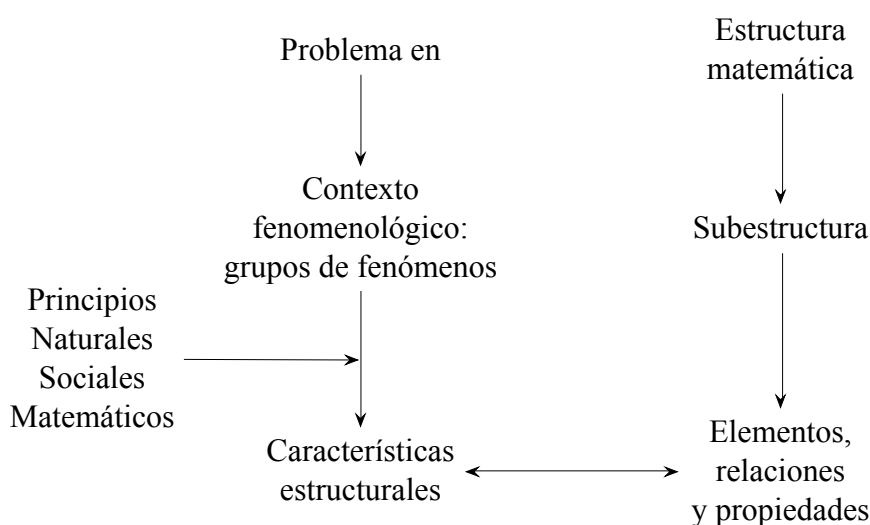 Problema en
Contexto
fenomenológico:
grupos de fenómenos
Principios
Naturales
Sociales
Matemáticos
Características
estructurales
Estructura
matemática
Subestructura
Elementos,
relaciones
y propiedades